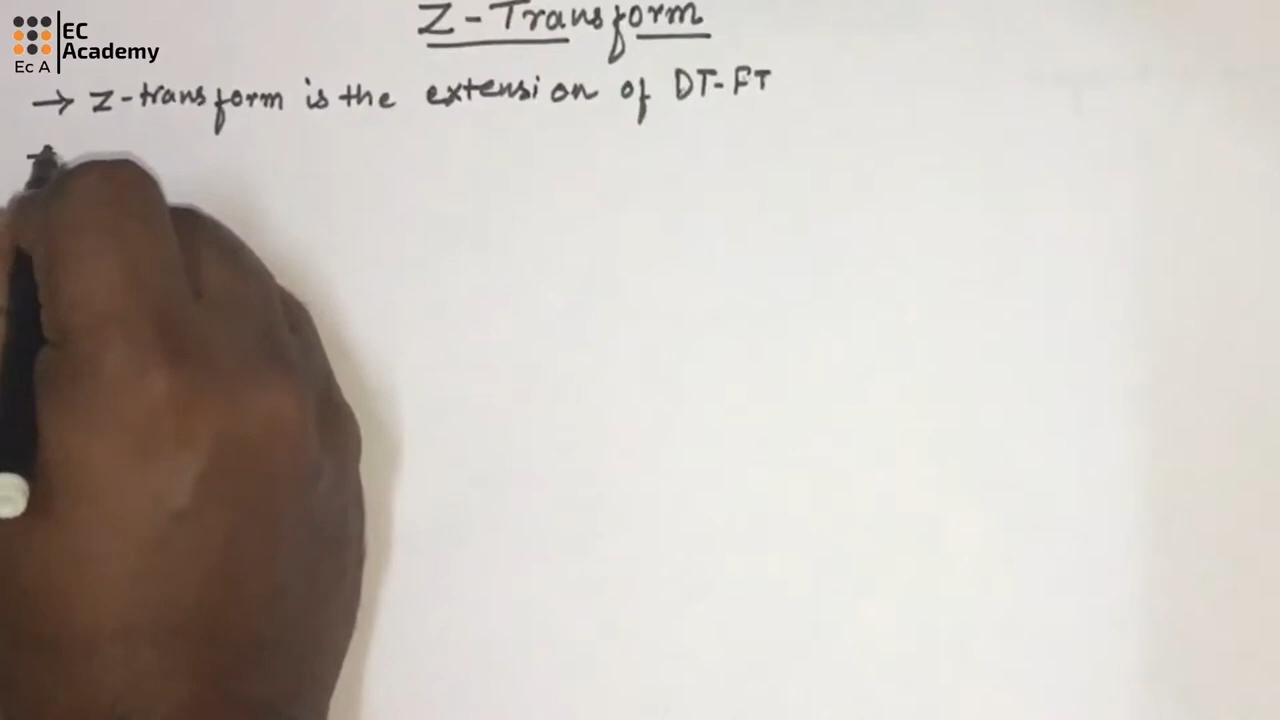 Z-Transform
EC
Academy
Ec A
→ Z-transform is the extension of DT-FT